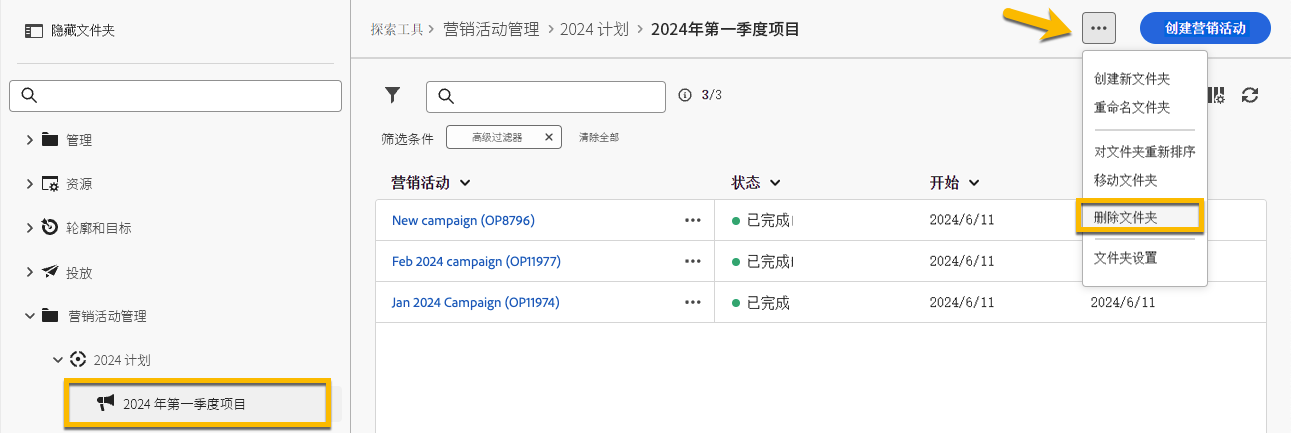 隐藏文件夹
管理
资源
轮廓和目标
投放
营销活动管理
2024 计划
2024 年第一季度项目
探索工具 > 营销活动管理 > 2024 计划 > 2024年第一季度项目
创建营销活动
3/3
筛选条件 高级过滤器 清除全部
营销活动 状态 开始
New campaign (OP8796) 已完成 2024/6/11
Feb 2024 campaign (OP11977) 已完成 2024/6/11
Jan 2024 Campaign (OP11974) 已完成 2024/6/11 2024/6/11
创建新文件夹
重命名文件夹
对文件夹重新排序
移动文件夹
删除文件夹
文件夹设置